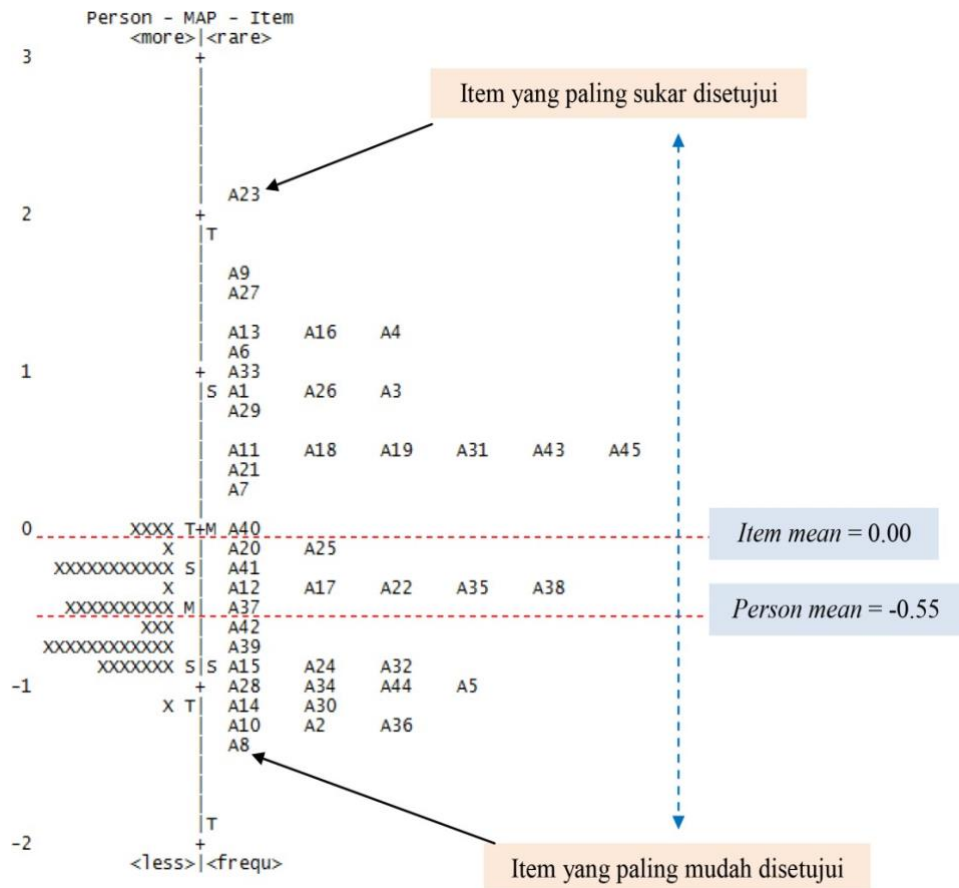 Person - MAP - Item
<more>|<rare>
3 +
Item yang paling sukar disetujui
| A23
2 +
|T
| A9
| A27
| A13 A16 A4
| A6
1 + A33
|S A1 A26 A3
| A29
| A11 A18 A19 A31 A43 A45
| A21
| A7
0 XXXX T+M A40
Item mean = 0.00
X | A20 A25
XXXXXXXXXXX S| A41
X | A12 A17 A22 A35 A38
XXXXXXXXXX M| A37
Person mean = -0.55
XXX | A42
XXXXXXXXXXXX | A39
XXXXXXX S|S A15 A24 A32
-1 + A28 A34 A44 A5
X T| A14 A30
| A10 A2 A36
| A8
|T
-2 +
<less>|<frequ>
Item yang paling mudah disetujui